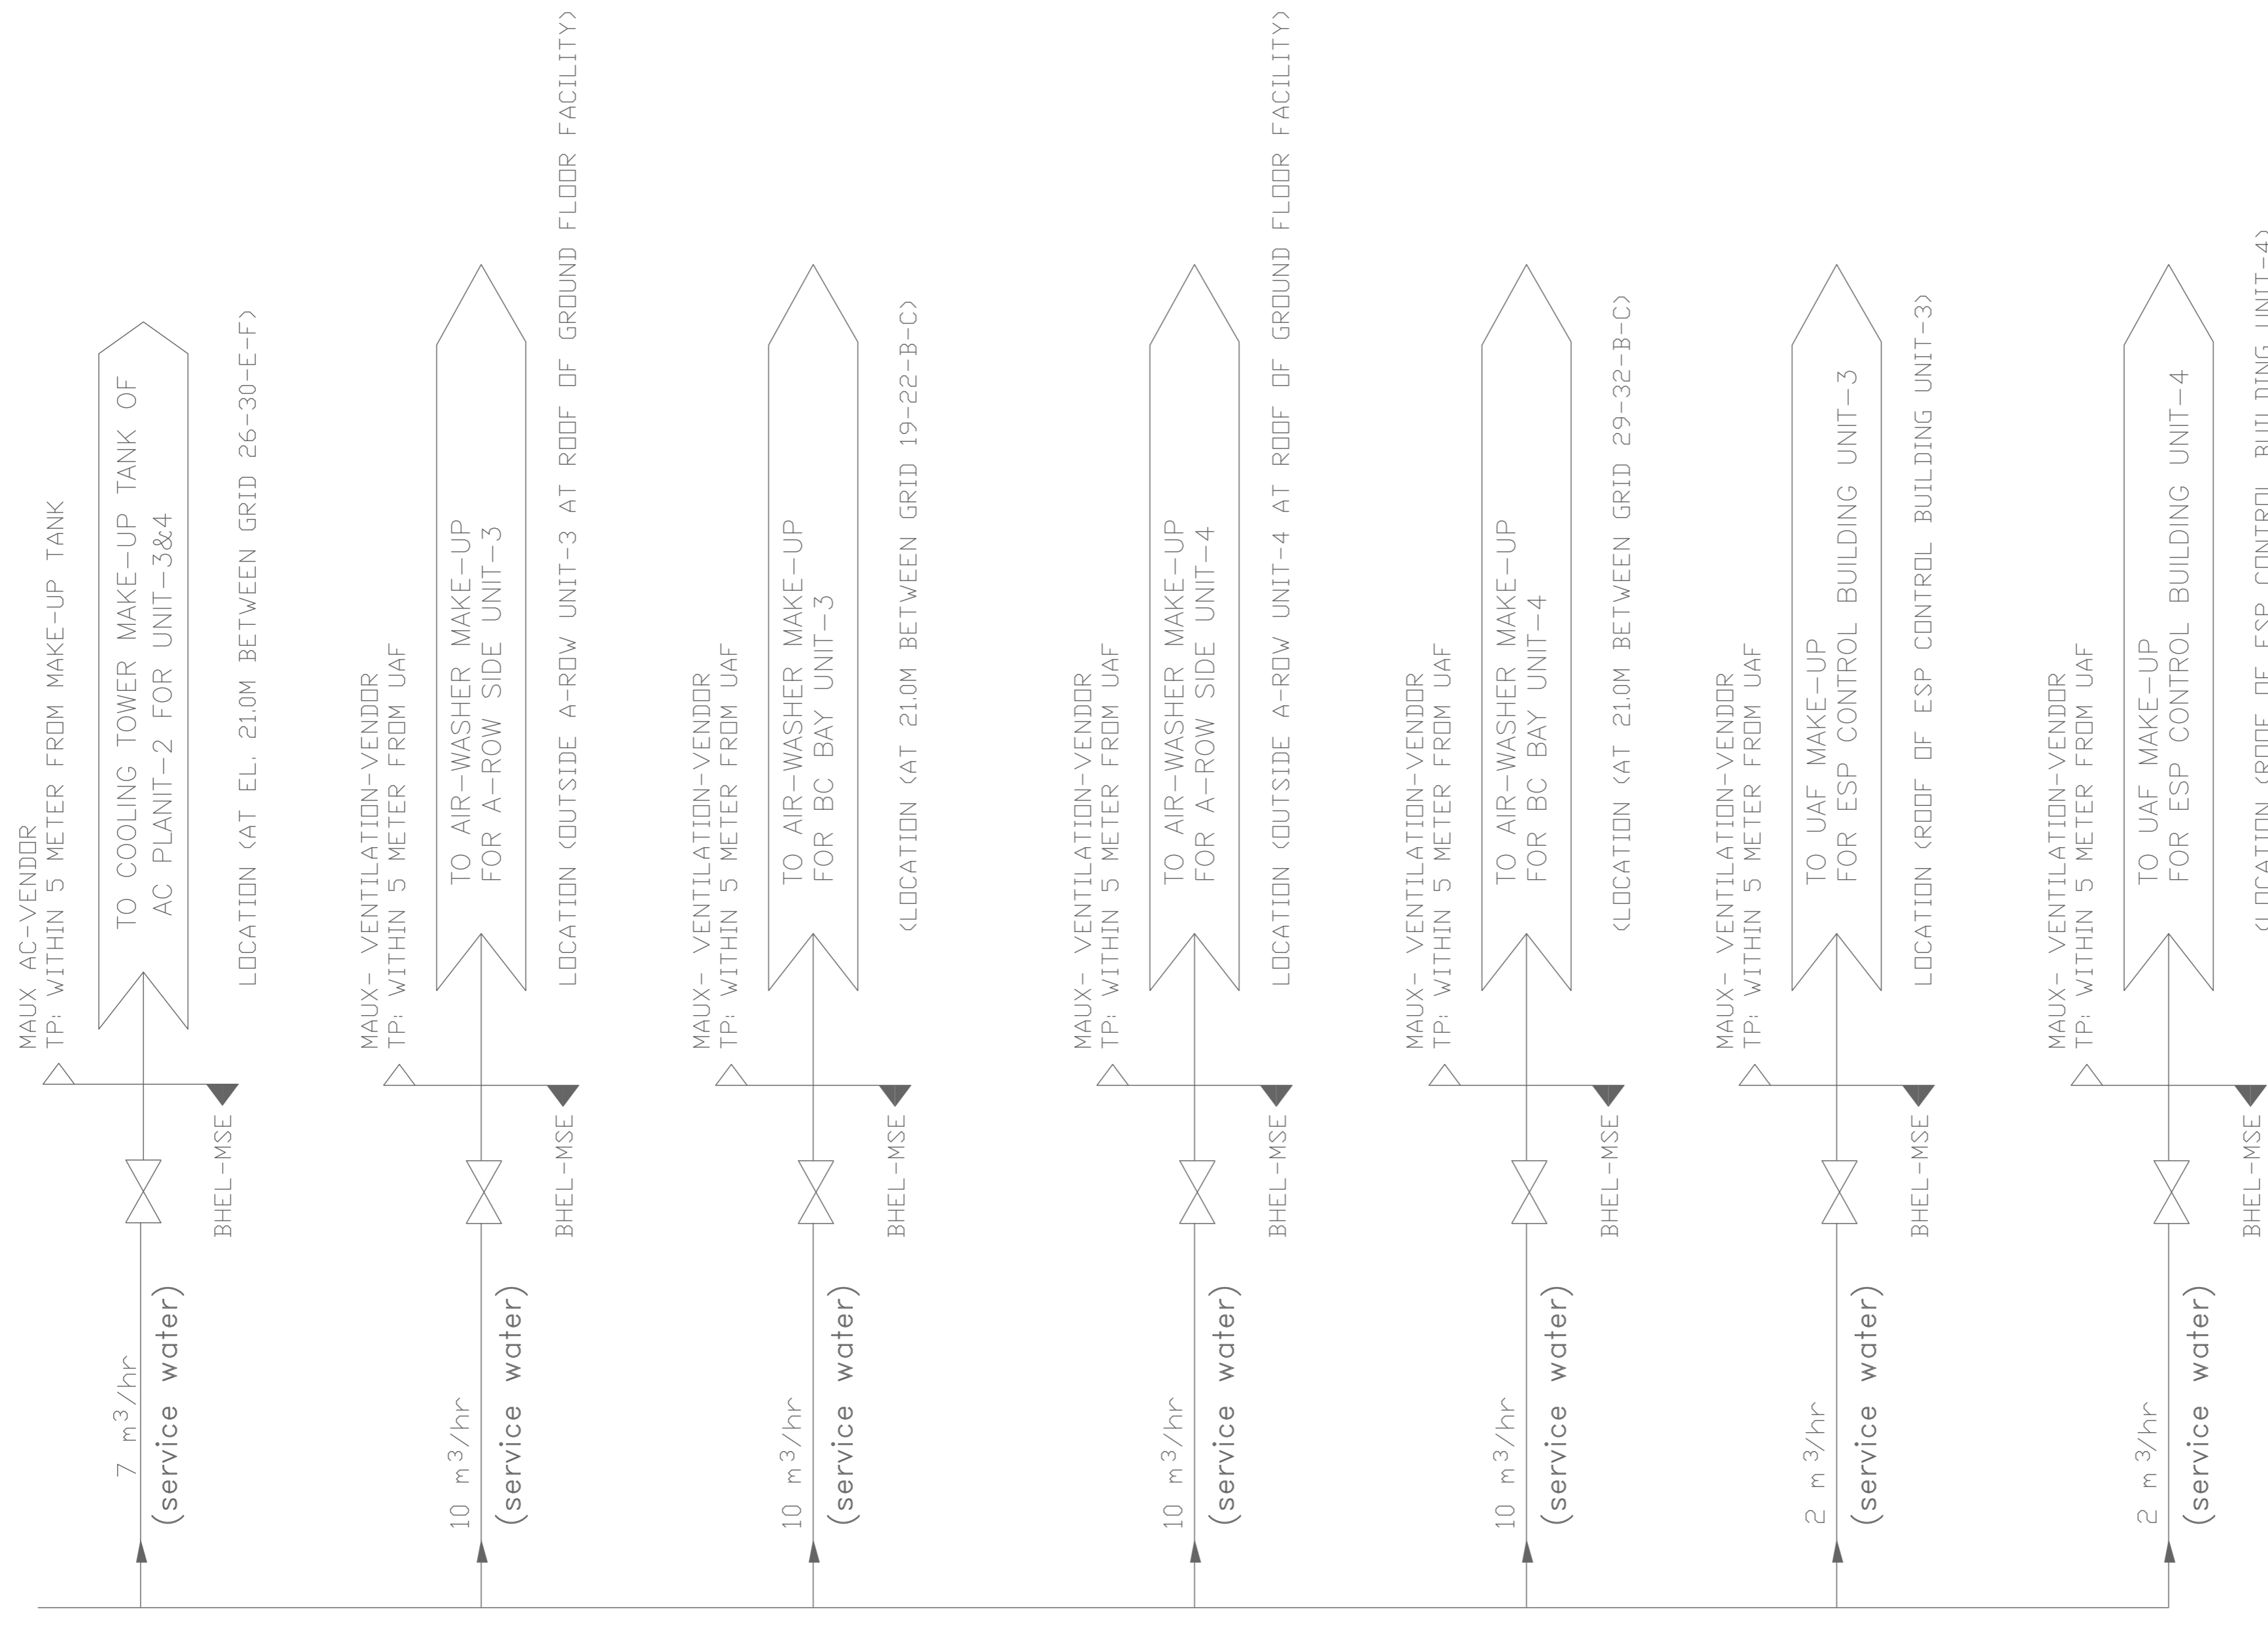 MAUX AC-VENDOR
TP: WITHIN 5 METER FROM MAKE-UP TANK
TO COOLING TOWER MAKE-UP TANK OF
AC PLANIT-2 FOR UNIT-3&4
LOCATION (AT EL. 21.0M BETWEEN GRID 26-30-E-F)
BHEL-MSE
7 m3/hr
(service water)
MAUX- VENTILATION-VENDOR
TP: WITHIN 5 METER FROM UAF
TO AIR-WASHER MAKE-UP
FOR A-ROW SIDE UNIT-3
LOCATION (OUTSIDE A-ROW UNIT-3 AT ROOF OF GROUND FLOOR FACILITY)
BHEL-MSE
10 m3/hr
(service water)
MAUX- VENTILATION-VENDOR
TP: WITHIN 5 METER FROM UAF
TO AIR-WASHER MAKE-UP
FOR BC BAY UNIT-3
(LOCATION (AT 21.0M BETWEEN GRID 19-22-B-C)
BHEL-MSE
10 m3/hr
(service water)
MAUX- VENTILATION-VENDOR
TP: WITHIN 5 METER FROM UAF
TO AIR-WASHER MAKE-UP
FOR A-ROW SIDE UNIT-4
LOCATION (OUTSIDE A-ROW UNIT-4 AT ROOF OF GROUND FLOOR FACILITY)
BHEL-MSE
10 m3/hr
(service water)
MAUX- VENTILATION-VENDOR
TP: WITHIN 5 METER FROM UAF
TO AIR-WASHER MAKE-UP
FOR BC BAY UNIT-4
(LOCATION (AT 21.0M BETWEEN GRID 29-32-B-C)
BHEL-MSE
10 m3/hr
(service water)
MAUX- VENTILATION-VENDOR
TP: WITHIN 5 METER FROM UAF
TO UAF MAKE-UP
FOR ESP CONTROL BUILDING UNIT-3
LOCATION (ROOF OF ESP CONTROL BUILDING UNIT-3)
BHEL-MSE
2 m3/hr
(service water)
MAUX- VENTILATION-VENDOR
TP: WITHIN 5 METER FROM UAF
TO UAF MAKE-UP
FOR ESP CONTROL BUILDING UNIT-4
(LOCATION (ROOF OF ESP CONTROL BUILDING UNIT-4)
BHEL-MSE
2 m3/hr
(service water)